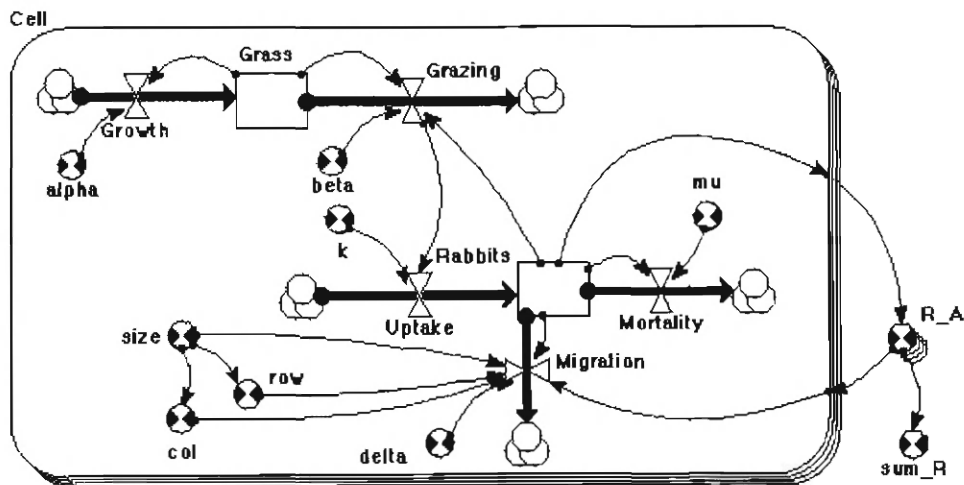 Cell
Grass
Grazing
Growth
alpha
beta
mu
k
Rabbits
Uptake
Mortality
R_A
size
Migration
row
col
delta
sum_R